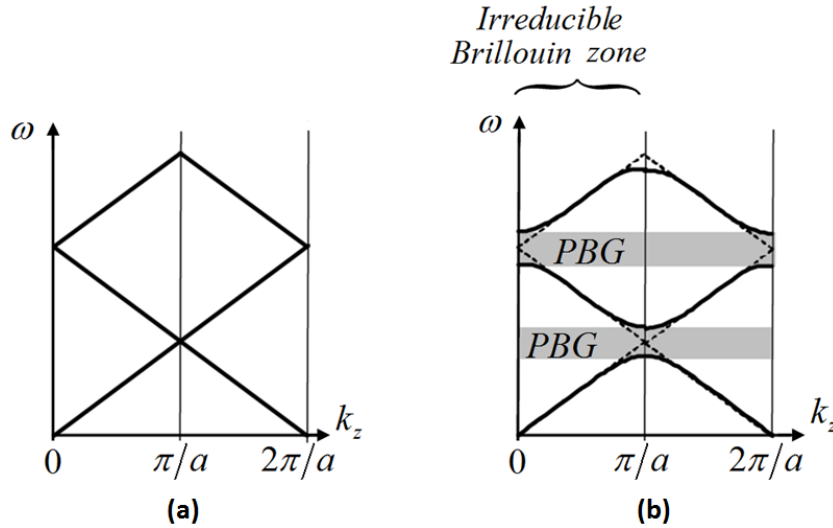 Irreducible
Brillouin zone
ω
ω
PBG
PBG
k_z
k_z
0
π/a
2π/a
0
π/a
2π/a
(a)
(b)